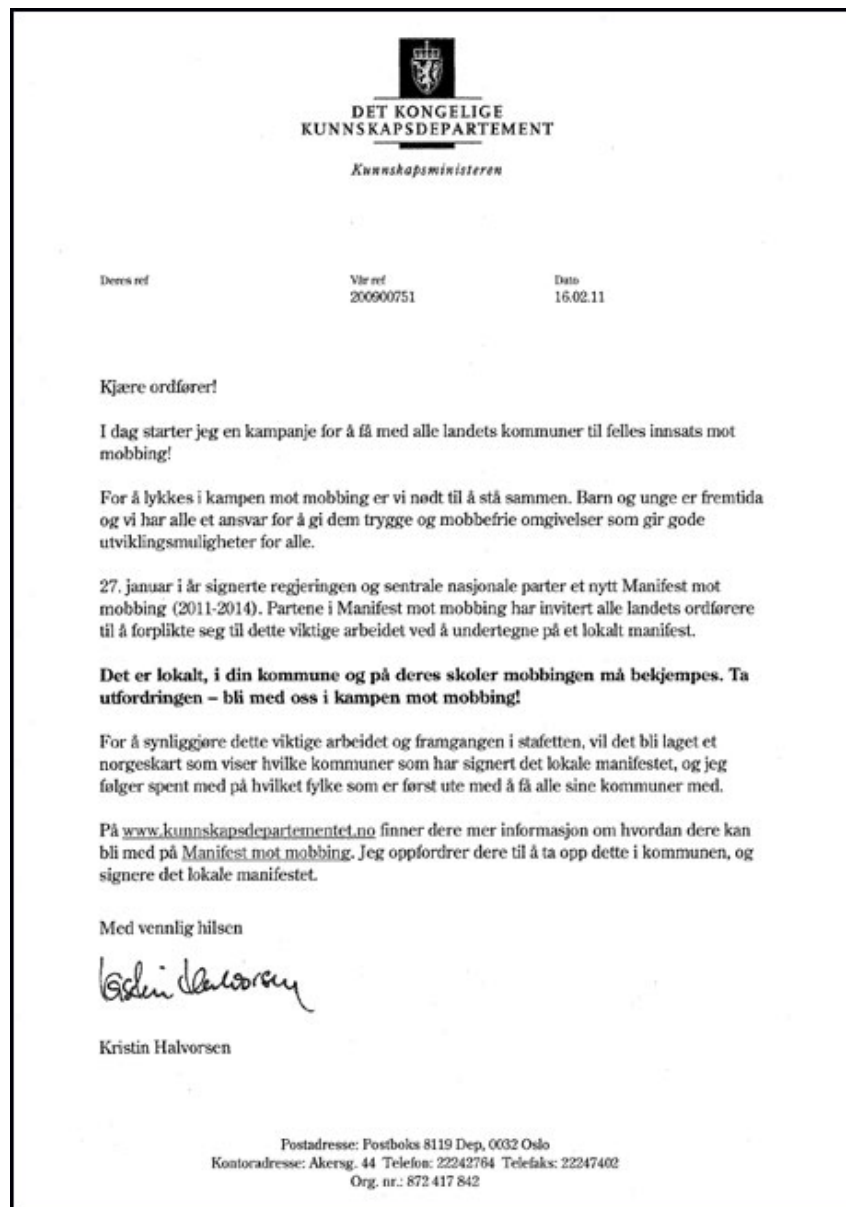 DET KONGELIGE
KUNNSKAPSDEPARTEMENT
Kunnskapsministeren
Deres ref
Vår ref
Dato
200900751
16.02.11
Kjære ordfører!
I dag starter jeg en kampanje for å få med alle landets kommuner til felles innsats mot
mobbing!
For å lykkes i kampen mot mobbing er vi nødt til å stå sammen. Barn og unge er fremtida
og vi har alle et ansvar for å gi dem trygge og mobbefrie omgivelser som gir gode
utviklingsmuligheter for alle.
27. januar i år signerte regjeringen og sentrale nasjonale parter et nytt Manifest mot
mobbing (2011-2014). Partene i Manifest mot mobbing har invitert alle landets ordførere
til å forplikte seg til dette viktige arbeidet ved å undertegne på et lokalt manifest.
Det er lokalt, i din kommune og på deres skoler mobbingen må bekjempes. Ta
utfordringen – bli med oss i kampen mot mobbing!
For å synliggjøre dette viktige arbeidet og framgangen i stafetten, vil det bli laget et
norgeskart som viser hvilke kommuner som har signert det lokale manifestet, og jeg
følger spent med på hvilket fylke som er først ute med å få alle sine kommuner med.
På www.kunnskapsdepartementet.no finner dere mer informasjon om hvordan dere kan
bli med på Manifest mot mobbing. Jeg oppfordrer dere til å ta opp dette i kommunen, og
signere det lokale manifestet.
Med vennlig hilsen
Kristin Halvorsen
Kristin Halvorsen
Postadresse: Postboks 8119 Dep, 0032 Oslo
Kontoradresse: Akersg. 44 Telefon: 22242764 Telefaks: 22247402
Org. nr.: 872 417 842